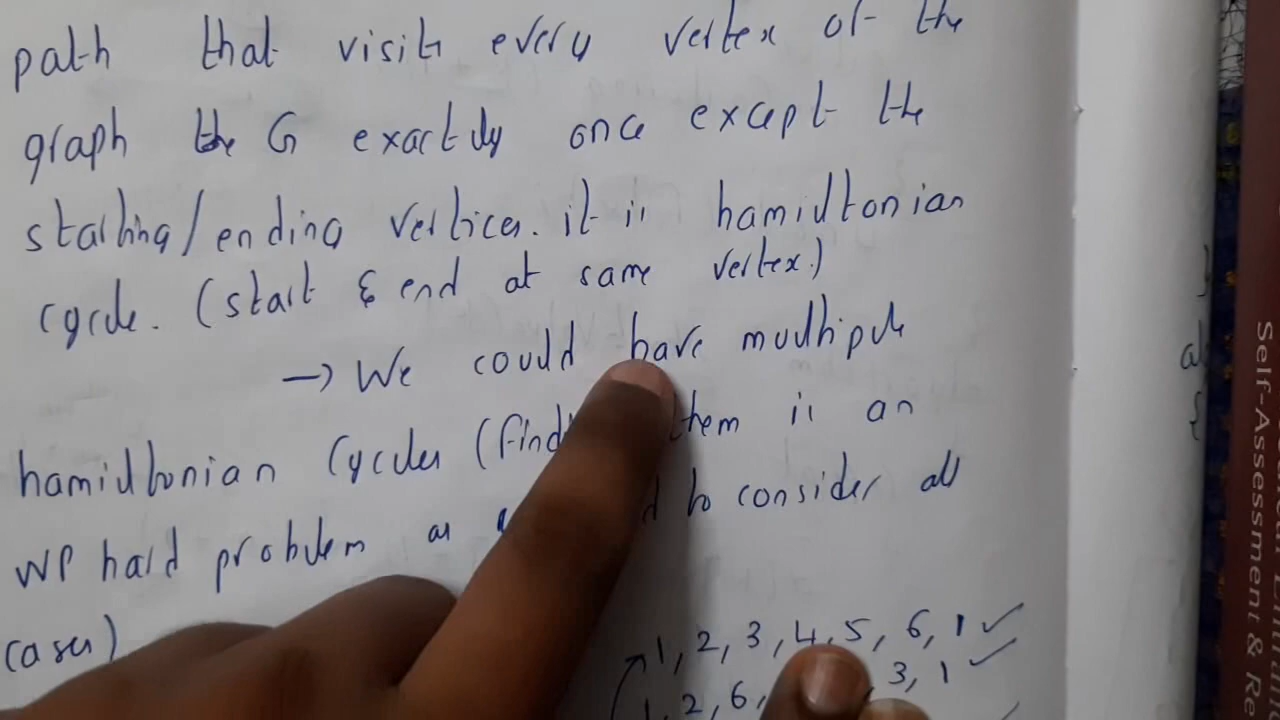 path that visits every vertex of the
graph the G exactly once except the
starting/ending vertices. it is hamiltonian
cycle. (start & end at same vertex.)
→ We could have multiple
hamiltonian cycles (find them is an
NP hard problem as to consider all
cases)
1, 2, 3, 4, 5, 6, 1 ✓
1, 2, 6, 3, 1 ✓
Self-Assessment & Re